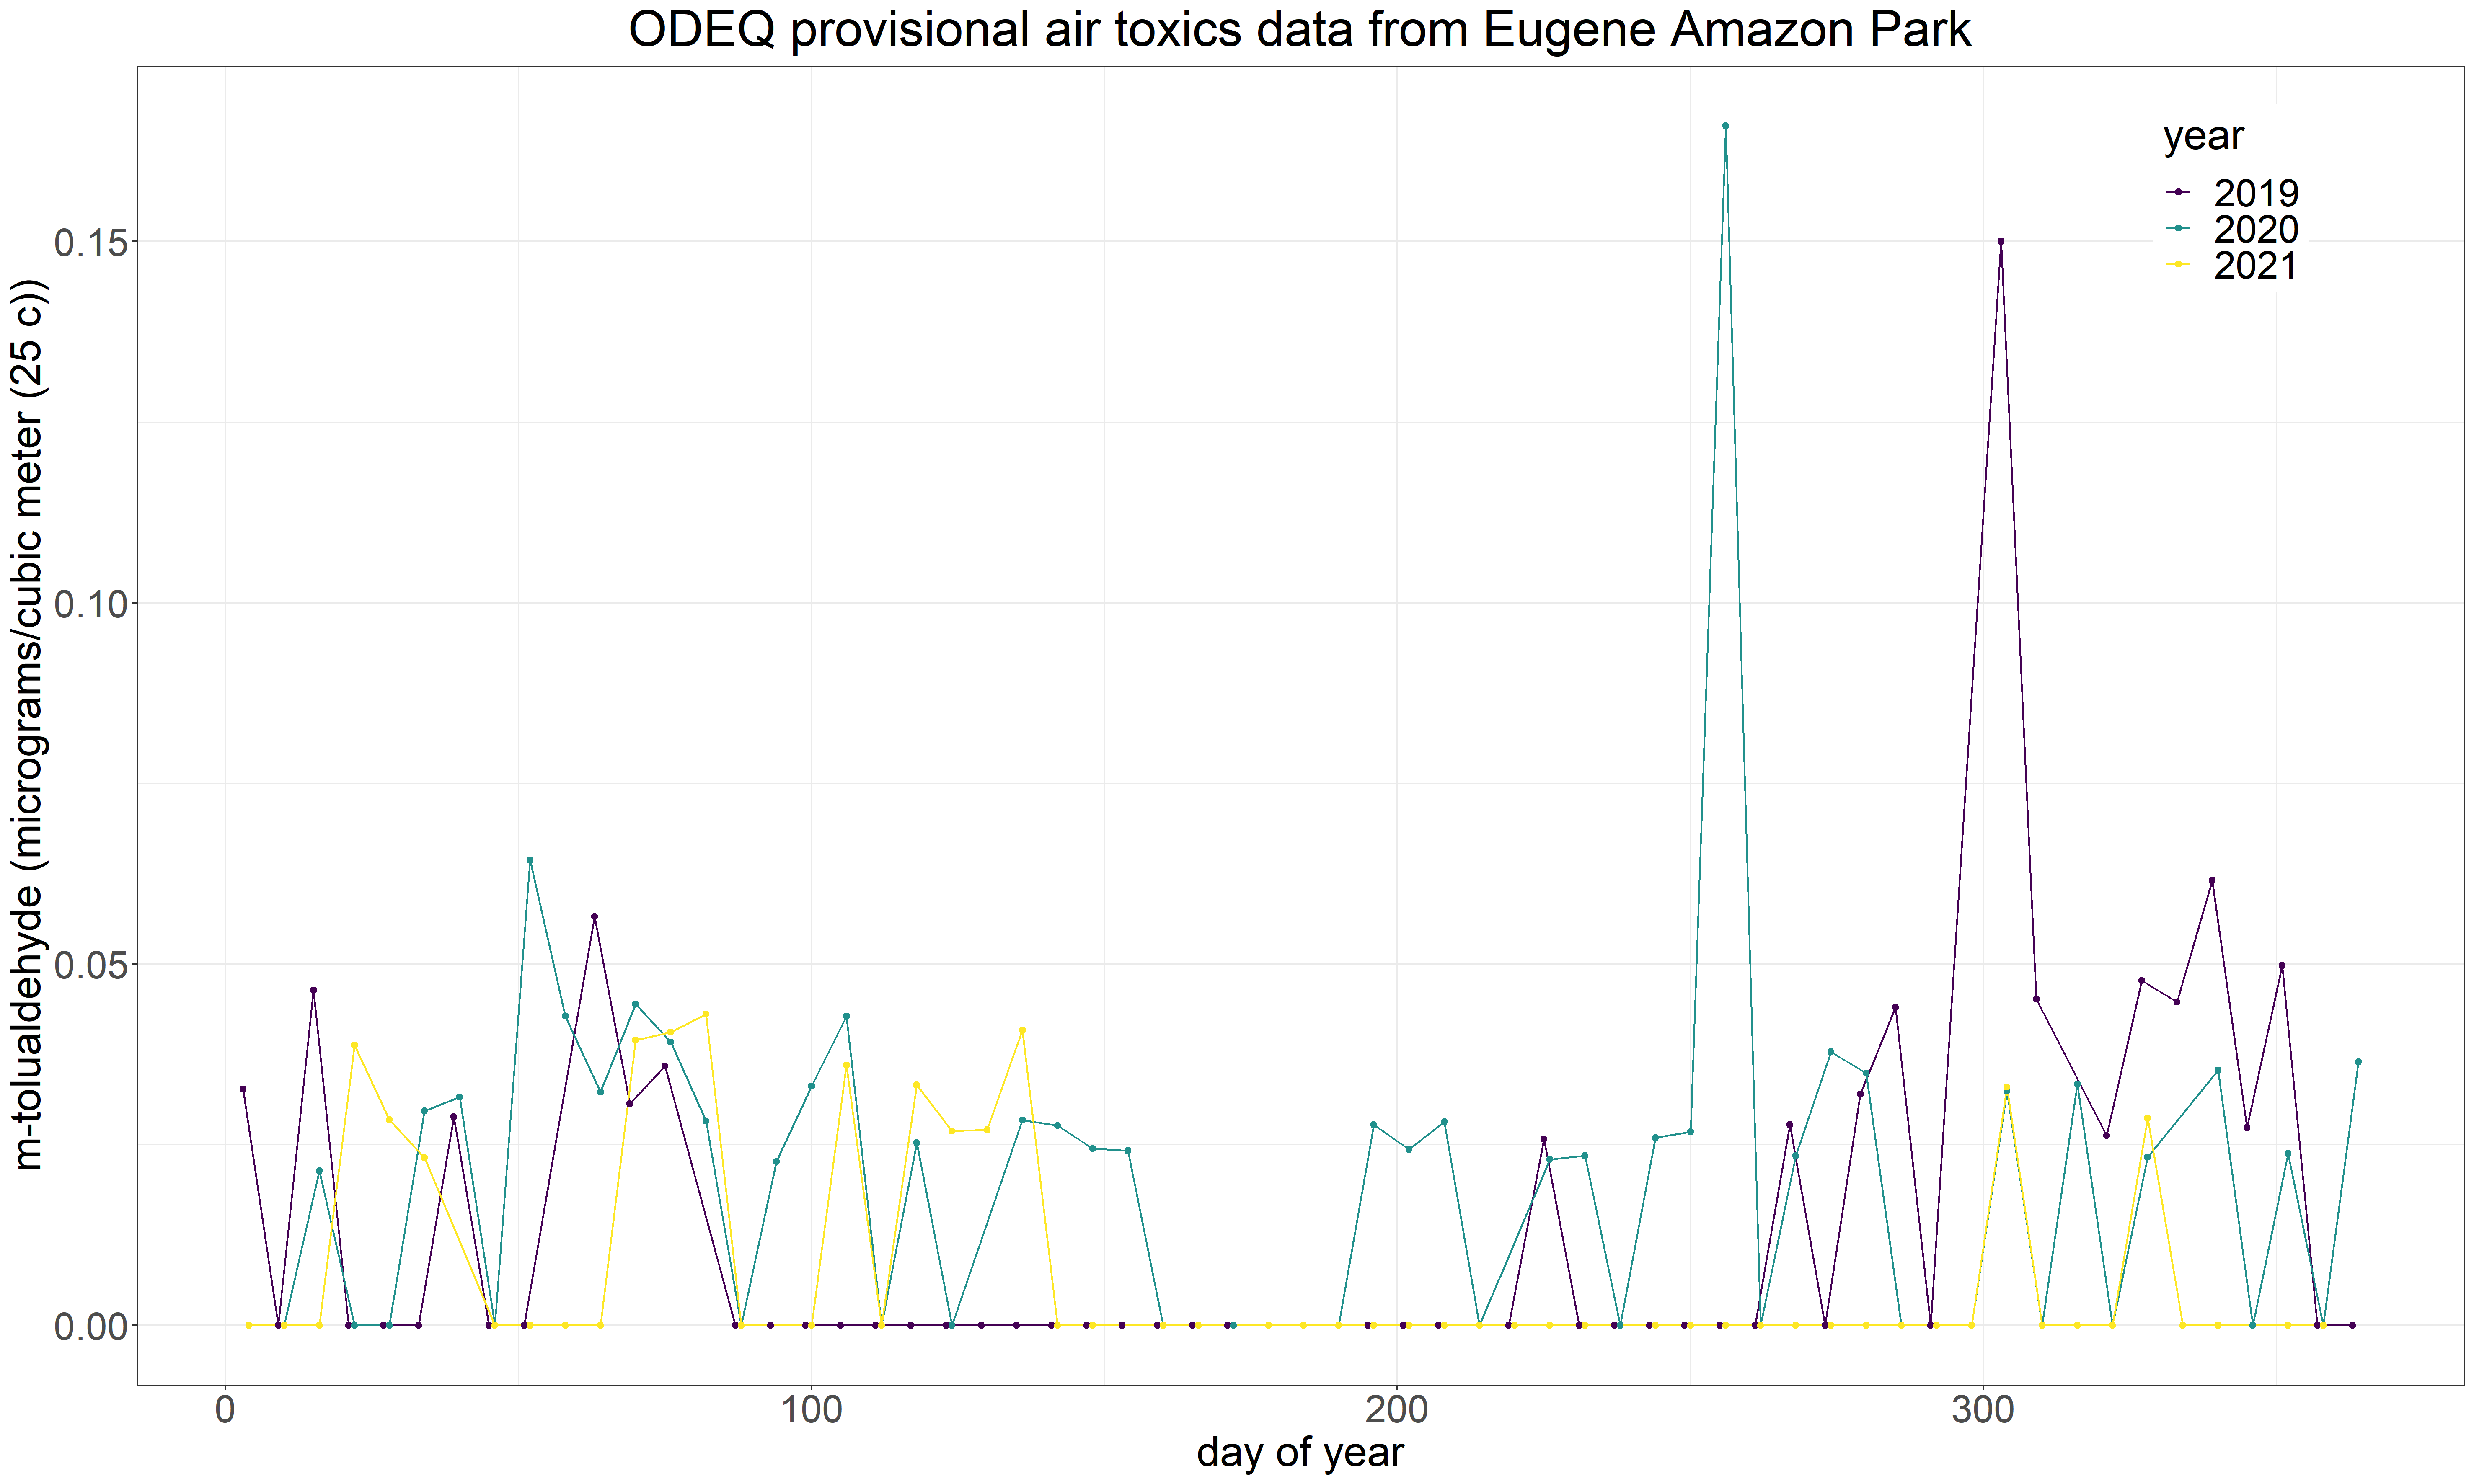 ODEQ provisional air toxics data from Eugene Amazon Park
year
2019
2020
2021
0.15
0.10
0.05
0.00
m-tolualdehyde (micrograms/cubic meter (25 c))
0 100 200 300
day of year